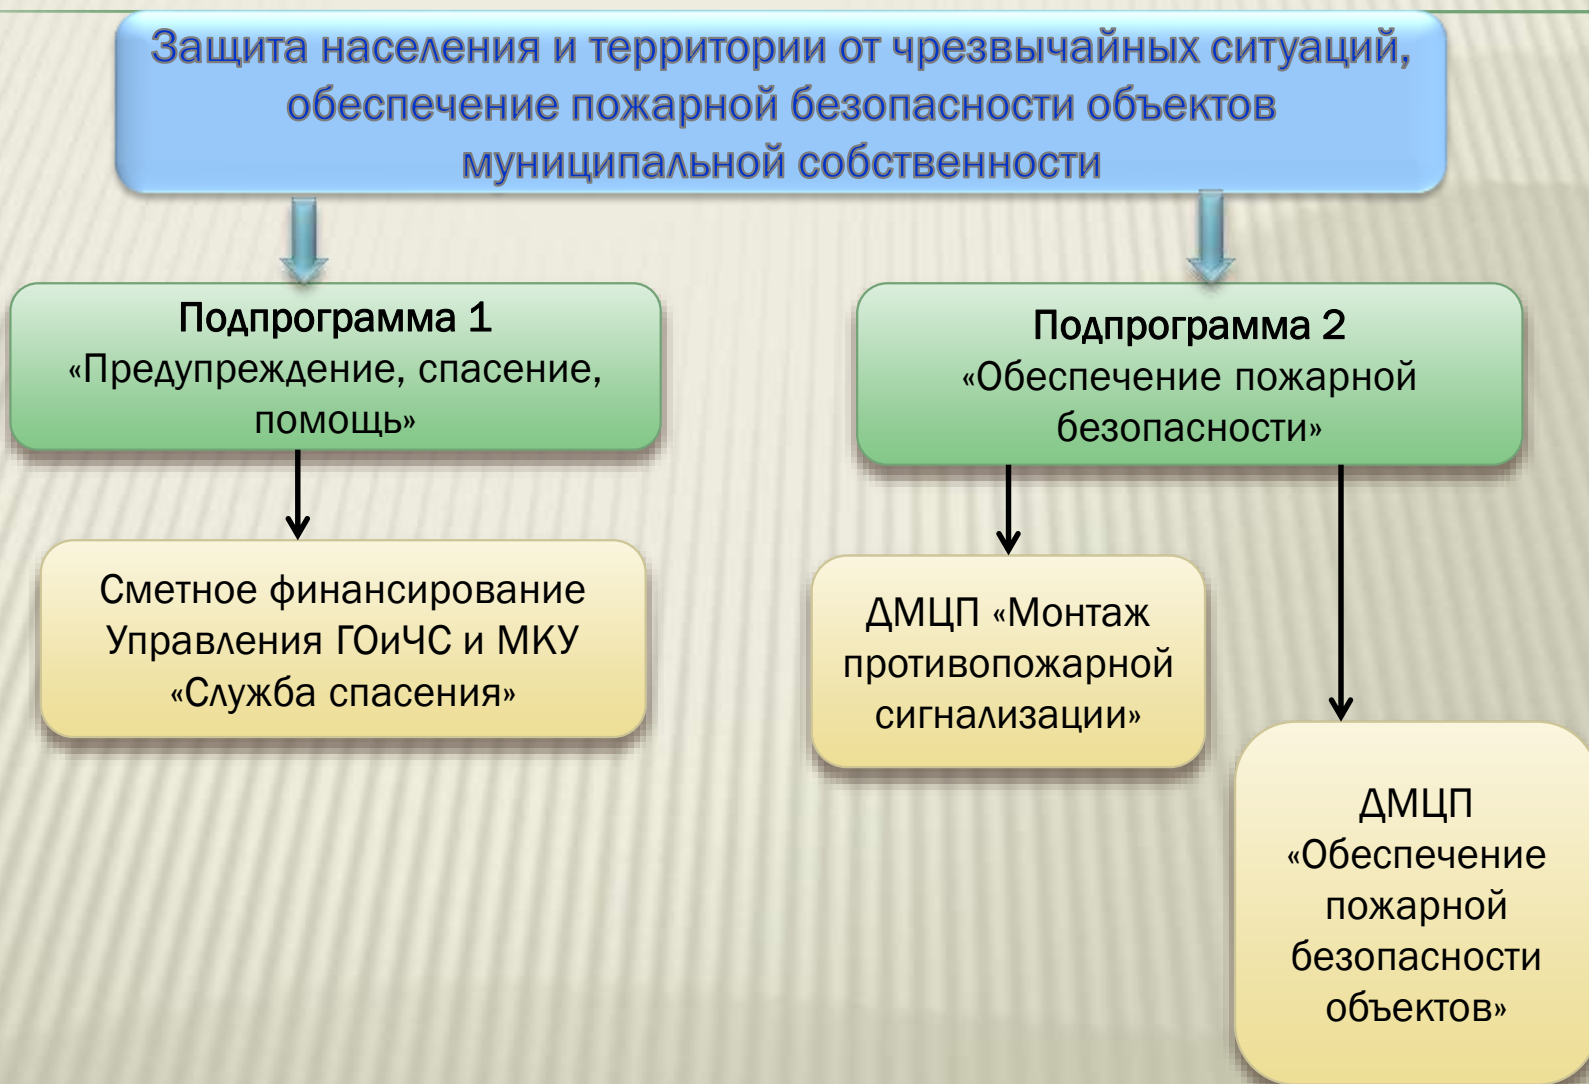 Защита населения и территории от чрезвычайных ситуаций,
обеспечение пожарной безопасности объектов
муниципальной собственности
Подпрограмма 1
«Предупреждение, спасение,
помощь»
Подпрограмма 2
«Обеспечение пожарной
безопасности»
Сметное финансирование
Управления ГОиЧС и МКУ
«Служба спасения»
ДМЦП «Монтаж
противопожарной
сигнализации»
ДМЦП
«Обеспечение
пожарной
безопасности
объектов»